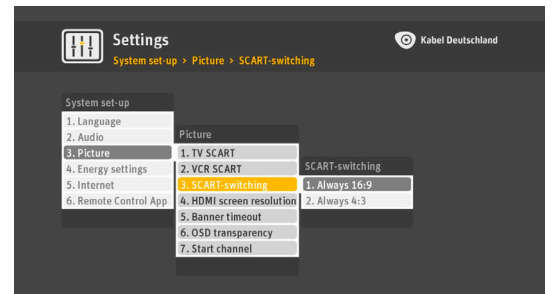 Settings
System set-up > Picture > SCART-switching
Kabel Deutschland
System set-up
1. Language
2. Audio
3. Picture
4. Energy settings
5. Internet
6. Remote Control App
Picture
1. TV SCART
2. VCR SCART
3. SCART-switching
4. HDMI screen resolution
5. Banner timeout
6. OSD transparency
7. Start channel
SCART-switching
1. Always 16:9
2. Always 4:3